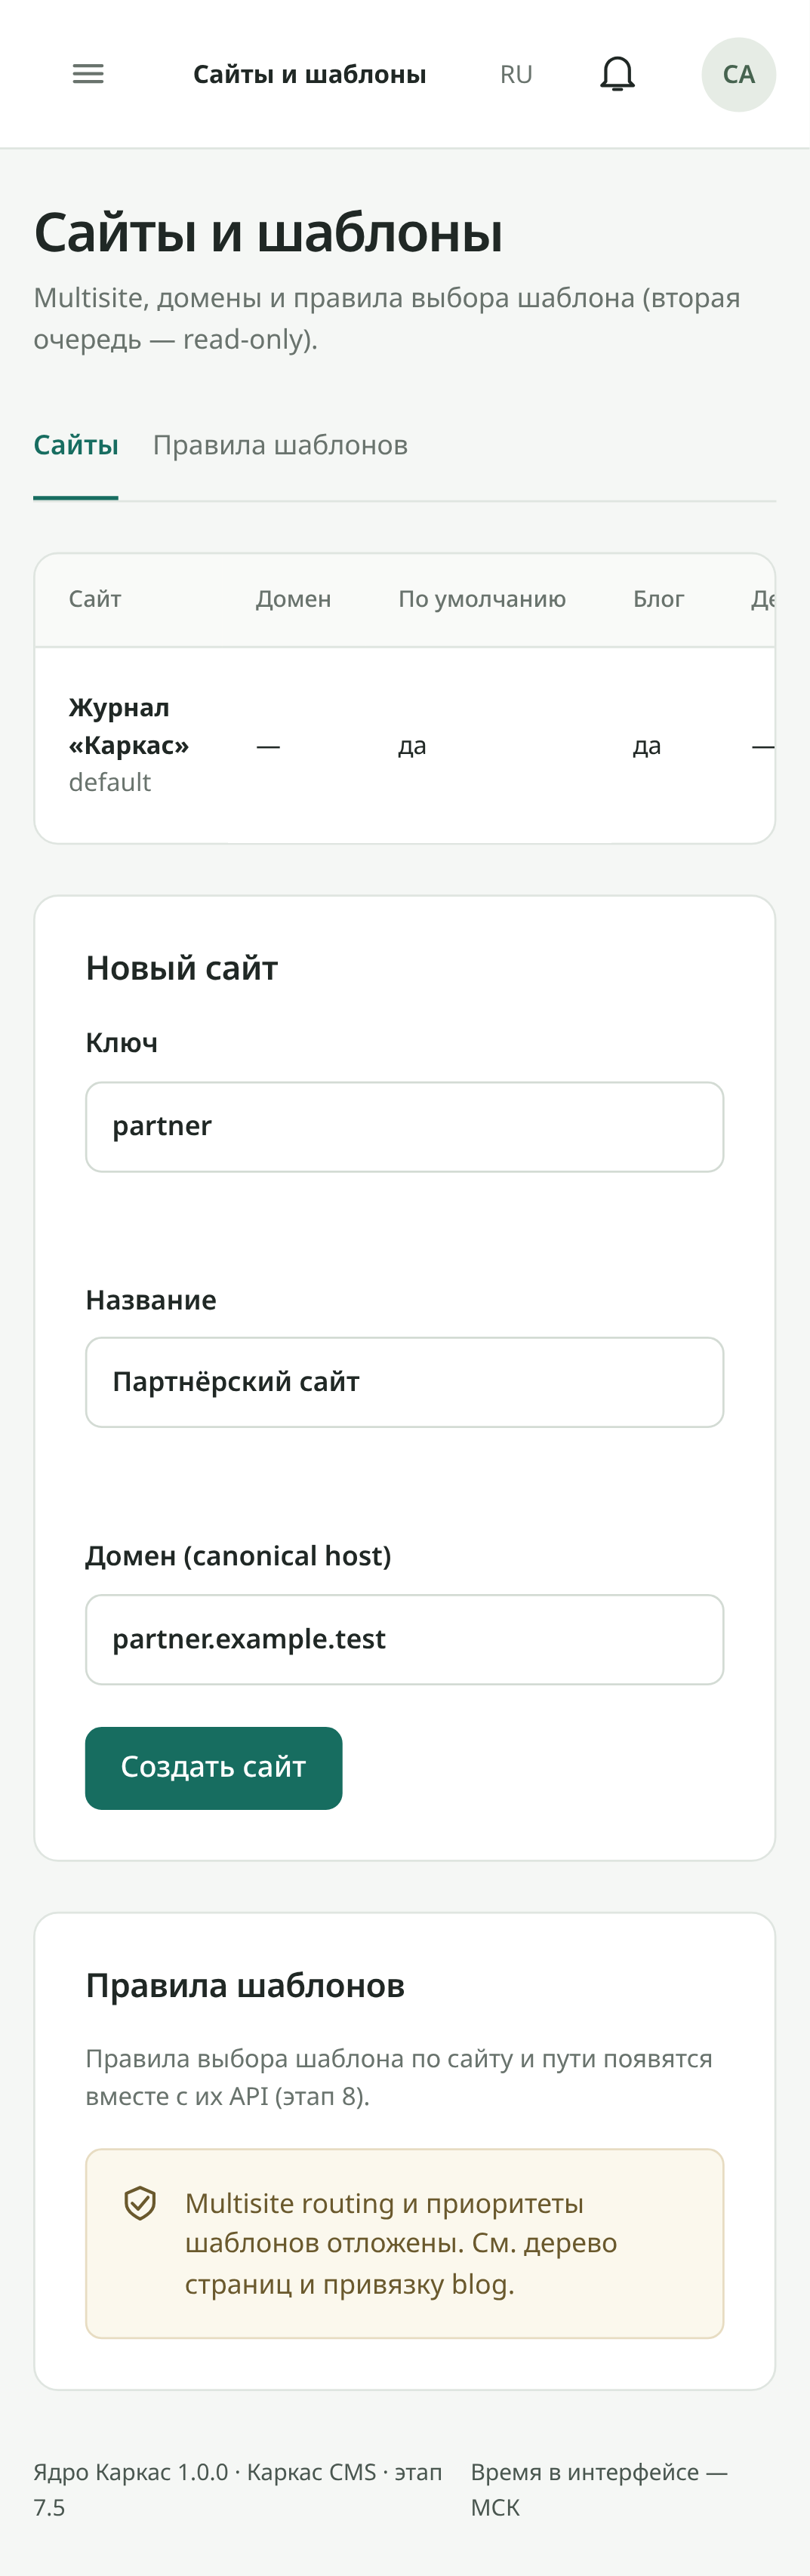 Сайты и шаблоны RU CA
Сайты и шаблоны
Multisite, домены и правила выбора шаблона (вторая
очередь — read-only).
Сайты Правила шаблонов
Сайт Домен По умолчанию Блог
Журнал
«Каркас» — да да —
default
Новый сайт
Ключ
partner
Название
Партнёрский сайт
Домен (canonical host)
partner.example.test
Создать сайт
Правила шаблонов
Правила выбора шаблона по сайту и пути появятся
вместе с их API (этап 8).
Multisite routing и приоритеты
шаблонов отложены. См. дерево
страниц и привязку blog.
Ядро Каркас 1.0.0 · Каркас CMS · этап
7.5
Время в интерфейсе —
МСК